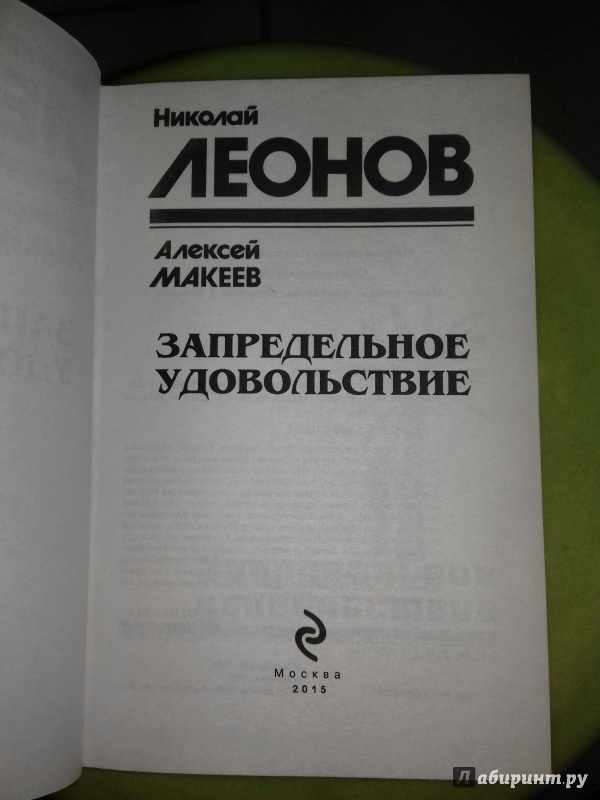 Николай
ЛЕОНОВ
Алексей
МАКЕЕВ
ЗАПРЕДЕЛЬНОЕ
УДОВОЛЬСТВИЕ
Москва
2015
Лабиринт.ру